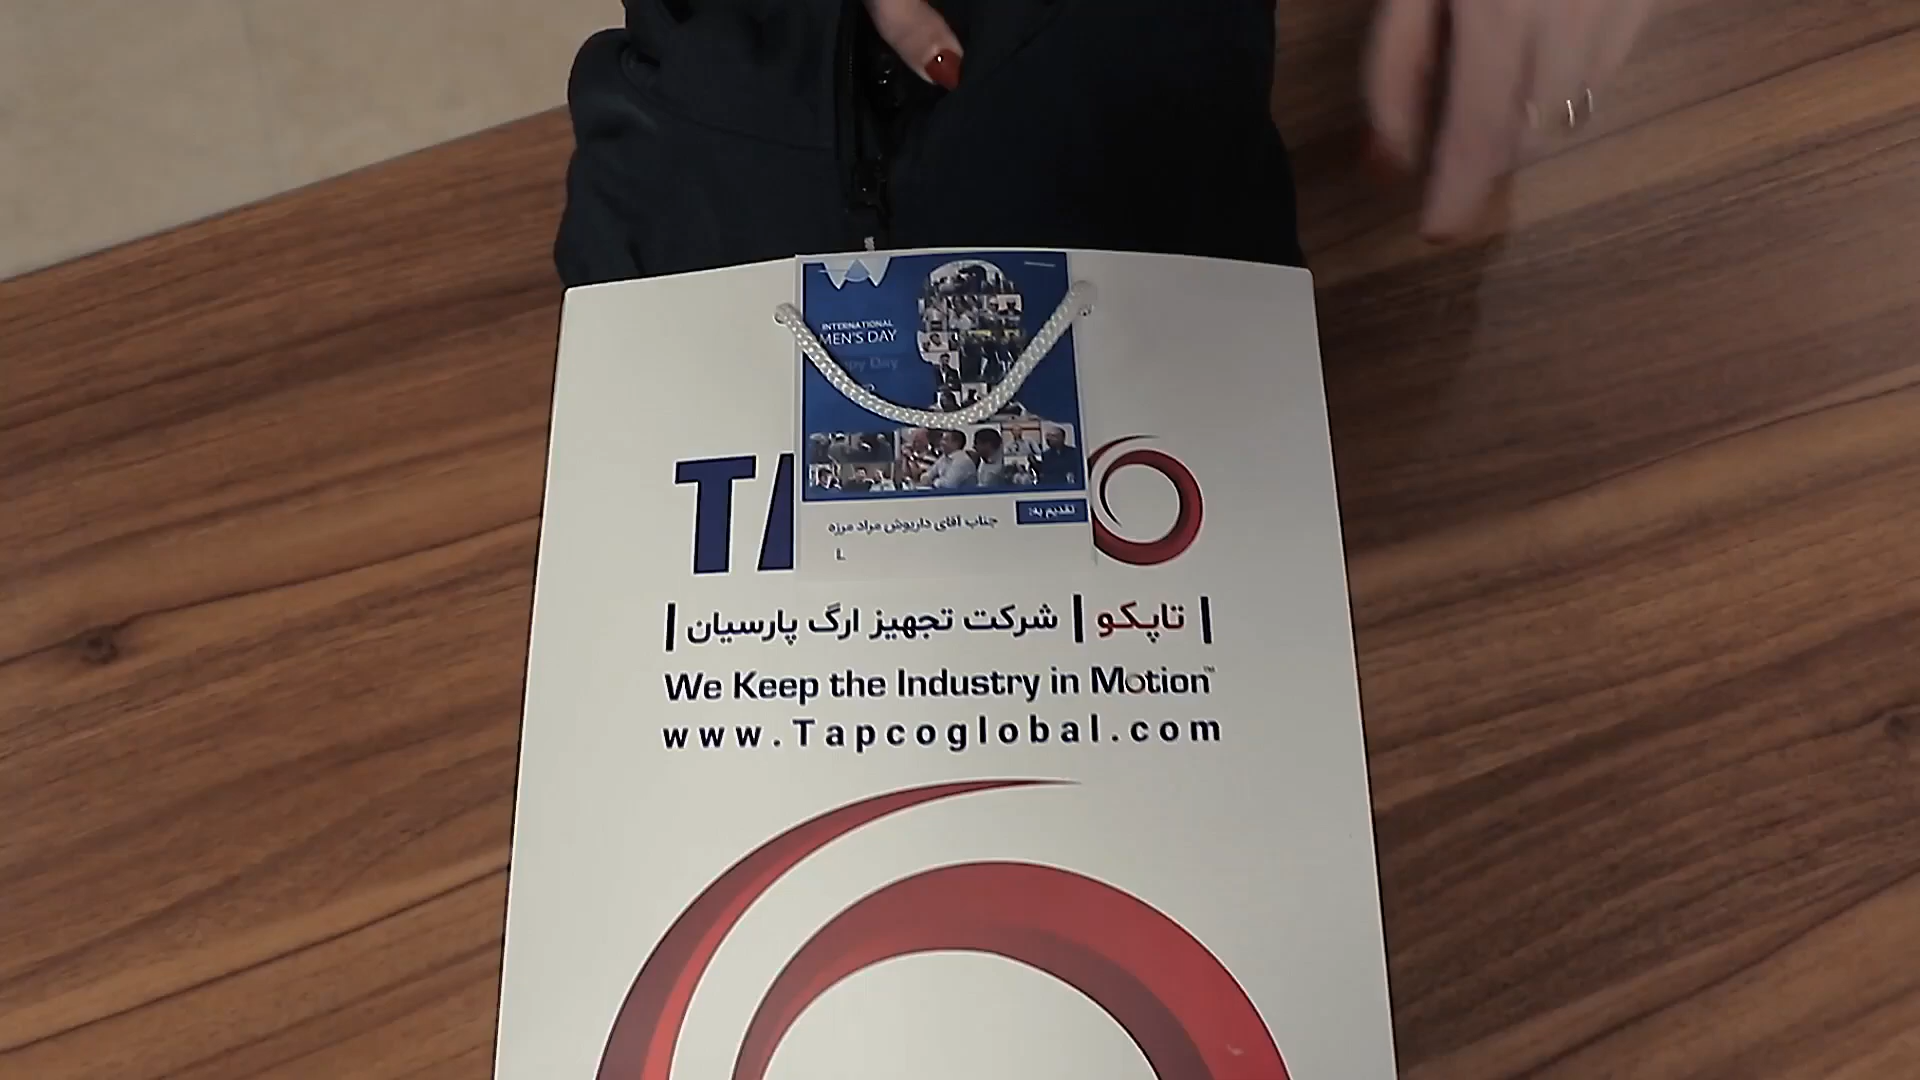 INTERNATIONAL
MEN'S DAY
تقدیم به:
جناب آقای داریوش مراد مرزه
L
تاپکو | شرکت تجهیز ارگ پارسیان
We Keep the Industry in Motion™
www.Tapcoglobal.com